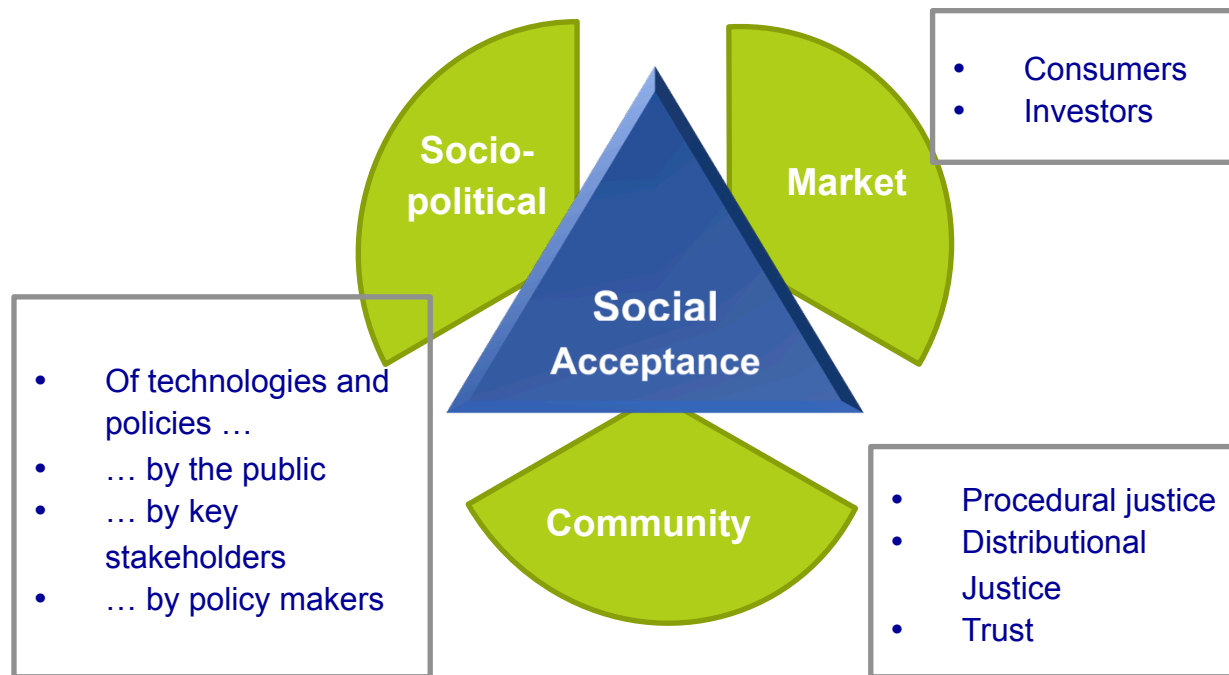 Socio-
political
Market
Social
Acceptance
Community
• Consumers
• Investors
• Of technologies and
policies …
• … by the public
• … by key
stakeholders
• … by policy makers
• Procedural justice
• Distributional
Justice
• Trust